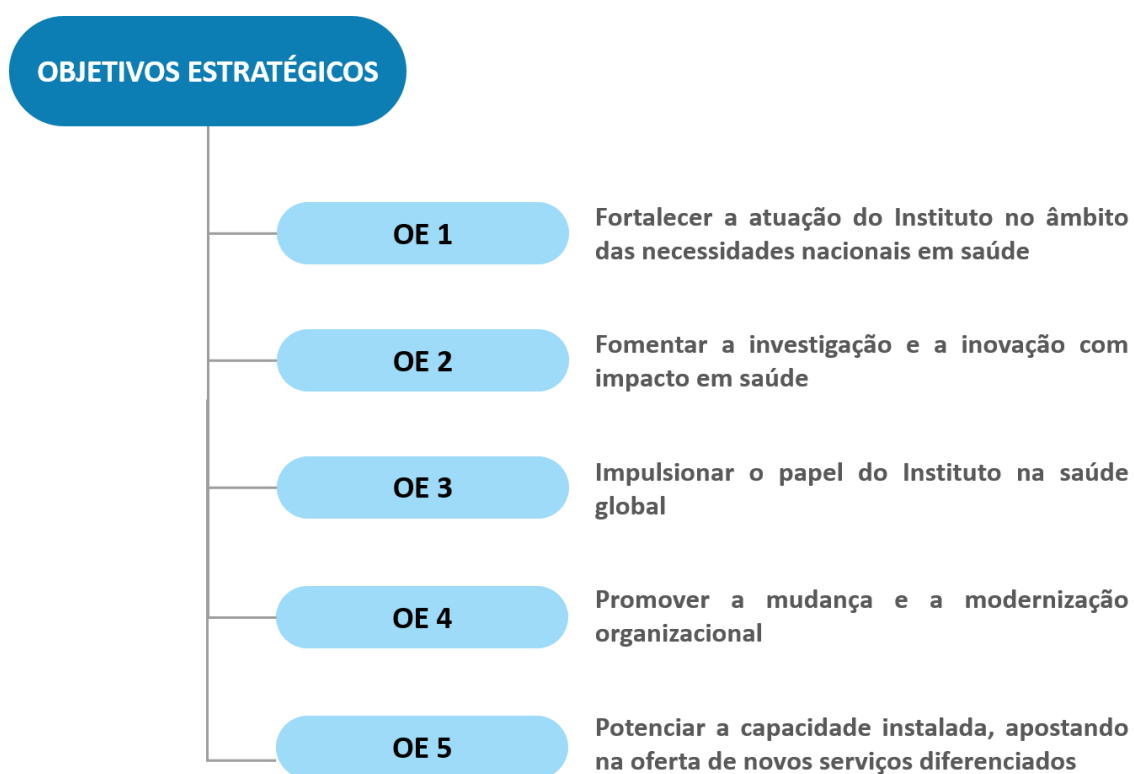 OBJETIVOS ESTRATÉGICOS
OE 1
Fortalecer a atuação do Instituto no âmbito
das necessidades nacionais em saúde
OE 2
Fomentar a investigação e a inovação com
impacto em saúde
OE 3
Impulsionar o papel do Instituto na saúde
global
OE 4
Promover a mudança e a modernização
organizacional
OE 5
Potenciar a capacidade instalada, apostando
na oferta de novos serviços diferenciados